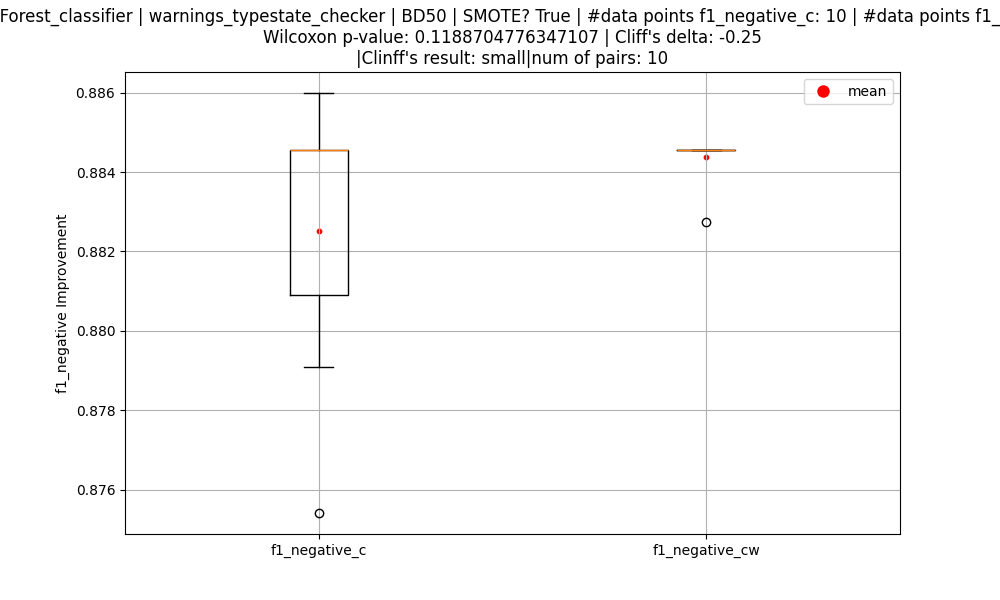 Forest_classifier | warnings_typestate_checker | BD50 | SMOTE? True | #data points f1_negative_c: 10 | #data points f1_
Wilcoxon p-value: 0.1188704776347107 | Cliff's delta: -0.25
|Clinff's result: small|num of pairs: 10
mean
0.886
0.884
0.882
0.880
0.878
0.876
f1_negative Improvement
f1_negative_c
f1_negative_cw